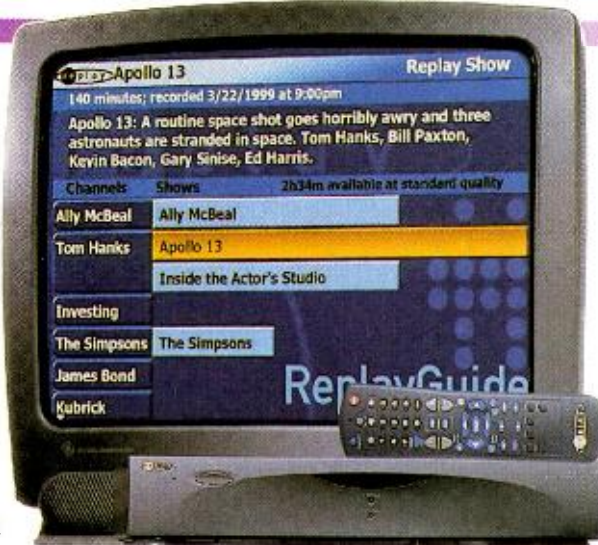 Replay Apollo 13
Replay Show
140 minutes; recorded 3/22/1999 at 9:00pm
Apollo 13: A routine space shot goes horribly awry and three
astronauts are stranded in space. Tom Hanks, Bill Paxton,
Kevin Bacon, Gary Sinise, Ed Harris.
Channels Shows 2h34m available at standard quality
Ally McBeal Ally McBeal
Tom Hanks Apollo 13
Inside the Actor's Studio
Investing
The Simpsons The Simpsons
James Bond
Kubrick
ReplayGuide